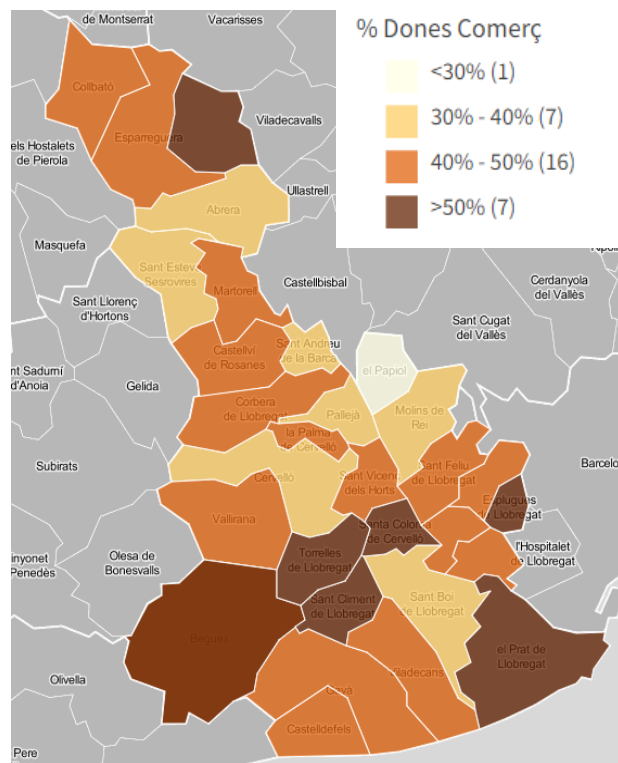 % Dones Comerç
<30% (1)
30% - 40% (7)
40% - 50% (16)
>50% (7)
de Montserrat
Vacarisses
Collbató
Esparreguera
Viladecavalls
els Hostalets
de Pierola
Ullastrell
Abrera
Masquefa
Sant Esteve
Sesrovires
Castellbisbal
Cerdanyola
del Vallès
Martorell
Sant Llorenç
d'Hortons
Sant Cugat
del Vallès
Sant Andreu
de la Barca
Castellví
de Rosanes
el Papiol
nt Sadurní
d'Anoia
Gelida
Corbera
de Llobregat
Pallejà
Molins de
Rei
la Palma
de Cervelló
Subirats
Cervelló
Sant Vicenç
dels Horts
Sant Feliu
de Llobregat
Barcelo
Esplugues
de Llobregat
Vallirana
Santa Coloma
de Cervelló
inyonet
Penedès
Olesa de
Bonesvalls
Torrelles
de Llobregat
l'Hospitalet
de Llobregat
Sant Climent
de Llobregat
Sant Boi
de Llobregat
Begues
el Prat de
Llobregat
Olivella
Viladecans
Gavà
Castelldefels
Pere